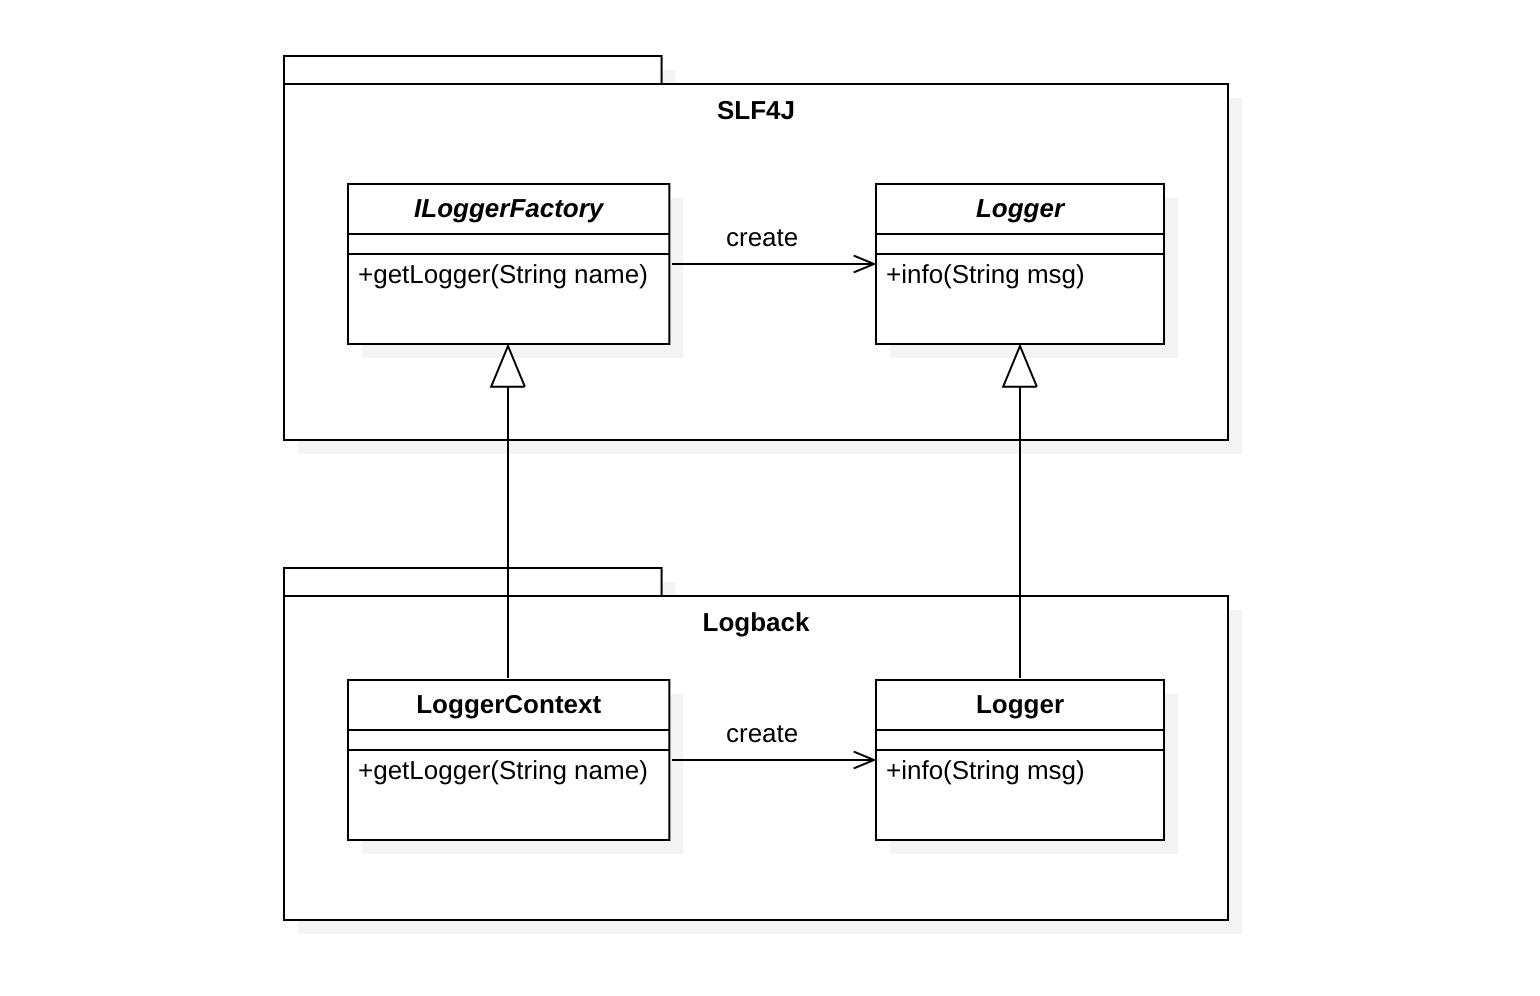 SLF4J
ILoggerFactory
create
Logger
+getLogger(String name)
+info(String msg)
Logback
LoggerContext
create
Logger
+getLogger(String name)
+info(String msg)